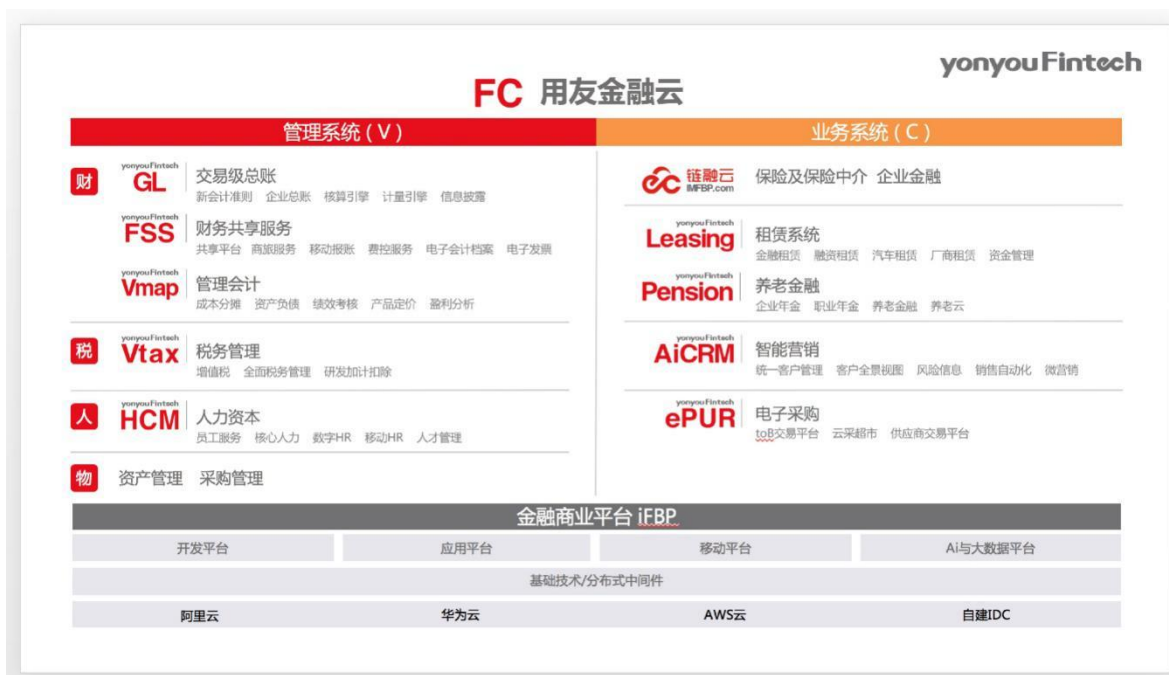 yonyouFintech
FC 用友金融云
管理系统（V）
业务系统（C）
财
yonyouFintech
GL
交易级总账
新会计准则 企业总账 核算引擎 计量引擎 信息披露
yonyouFintech
FSS
财务共享服务
共享平台 商旅服务 移动报账 费控服务 电子会计档案 电子发票
yonyouFintech
Vmap
管理会计
成本分摊 资产负债 绩效考核 产品定价 盈利分析
税
yonyouFintech
Vtax
税务管理
增值税 全面税务管理 研发加计扣除
人
yonyouFintech
HCM
人力资本
员工服务 核心人力 数字HR 移动HR 人才管理
物
资产管理 采购管理
链融云
IMFBP.com
保险及保险中介 企业金融
yonyouFintech
Leasing
租赁系统
金融租赁 融资租赁 汽车租赁 厂商租赁 资金管理
yonyouFintech
Pension
养老金融
企业年金 职业年金 养老金融 养老云
yonyouFintech
AiCRM
智能营销
统一客户管理 客户全景视图 风险信息 销售自动化 微营销
yonyouFintech
ePUR
电子采购
toB交易平台 云采超市 供应商交易平台
金融商业平台 iFBP
开发平台 应用平台 移动平台 Ai与大数据平台
基础技术/分布式中间件
阿里云 华为云 AWS云 自建IDC